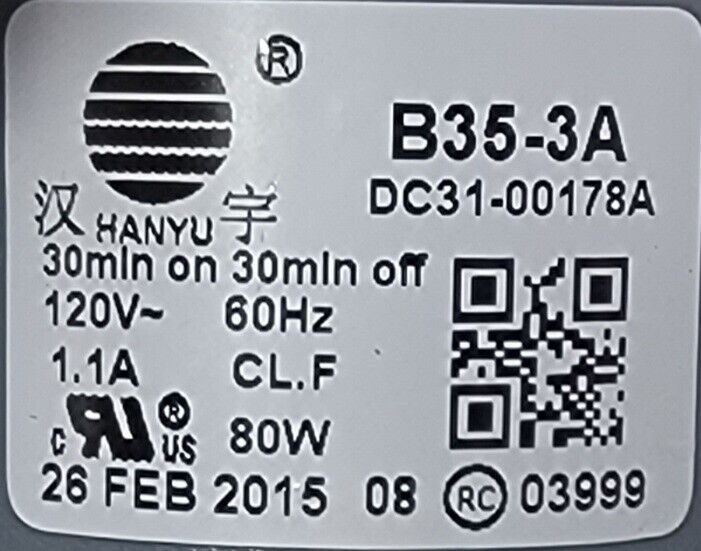 ®
B35-3A
DC31-00178A
汉 HANYU 宇
30mIn on 30mIn off
120V~ 60Hz
1.1A CL.F
c RU ® US 80W
26 FEB 2015 08 RC 03999